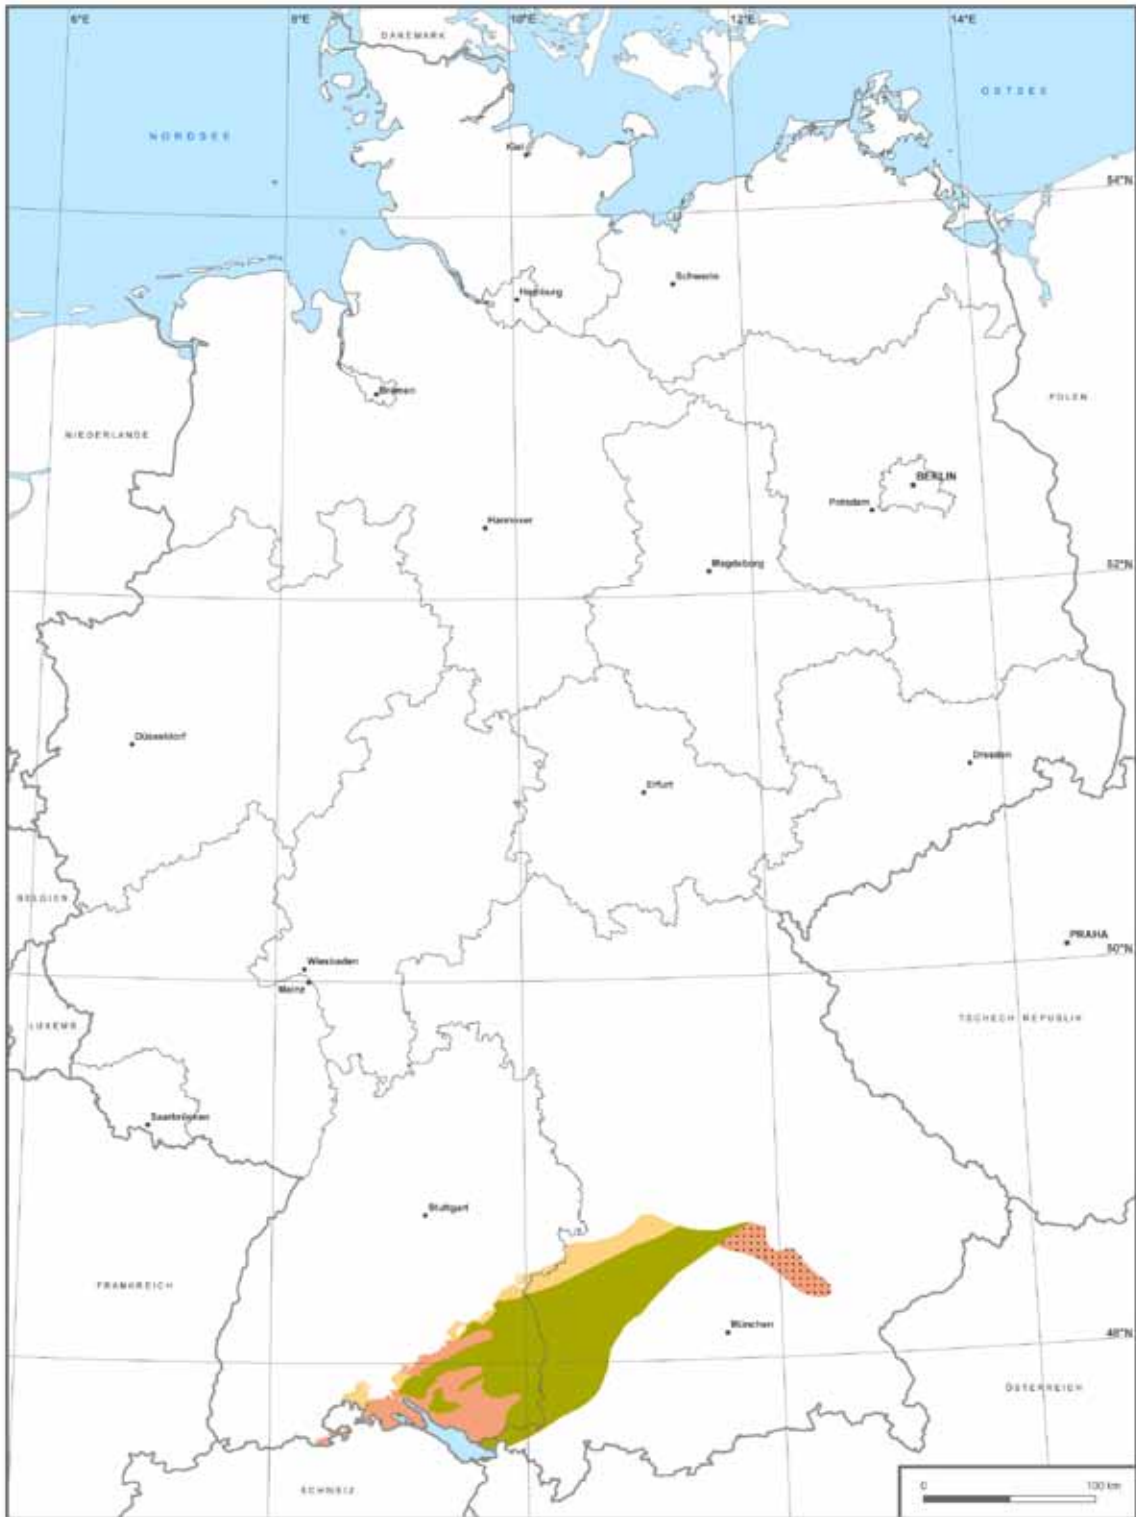 6°E
8°E
10°E
12°E
14°E
DÄNEMARK
OSTSEE
NORDSEE
Kiel
54°N
Schwerin
Hamburg
Bremen
POLEN
NIEDERLANDE
BERLIN
Potsdam
Hannover
Magdeburg
52°N
Düsseldorf
Dresden
Erfurt
BELGIEN
PRAHA
50°N
Wiesbaden
Mainz
LUXEMB
TSCHECH REPUBLIK
Saarbrücken
Stuttgart
FRANKREICH
München
48°N
ÖSTERREICH
SCHWEIZ
0
100 km